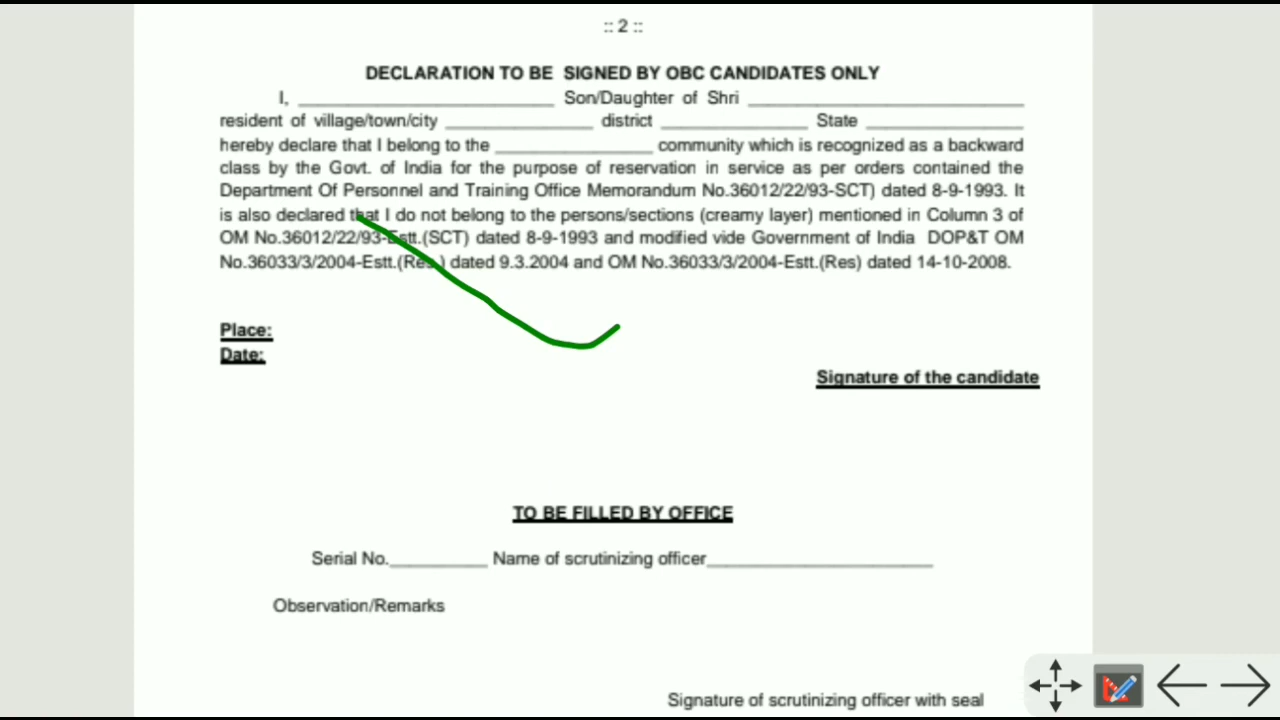 :: 2 ::
DECLARATION TO BE SIGNED BY OBC CANDIDATES ONLY
I, __________________________ Son/Daughter of Shri ____________________________
resident of village/town/city _______________ district _______________ State ________________
hereby declare that I belong to the ________________ community which is recognized as a backward
class by the Govt. of India for the purpose of reservation in service as per orders contained the
Department Of Personnel and Training Office Memorandum No.36012/22/93-SCT) dated 8-9-1993. It
is also declared that I do not belong to the persons/sections (creamy layer) mentioned in Column 3 of
OM No.36012/22/93-Estt.(SCT) dated 8-9-1993 and modified vide Government of India DOP&T OM
No.36033/3/2004-Estt.(Res.) dated 9.3.2004 and OM No.36033/3/2004-Estt.(Res) dated 14-10-2008.
Place:
Date:
Signature of the candidate
TO BE FILLED BY OFFICE
Serial No.__________ Name of scrutinizing officer_______________________
Observation/Remarks
Signature of scrutinizing officer with seal